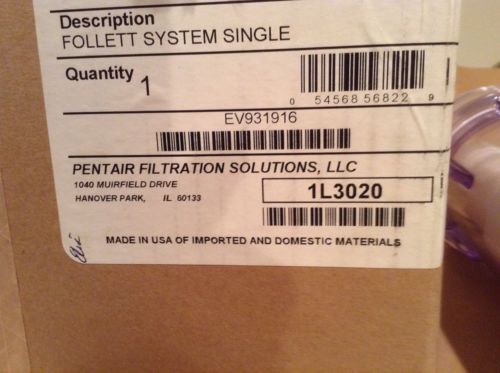 Description
FOLLETT SYSTEM SINGLE
Quantity 1
0 54568 56822 9
EV931916
PENTAIR FILTRATION SOLUTIONS, LLC
1040 MUIRFIELD DRIVE
HANOVER PARK, IL 60133
1L3020
MADE IN USA OF IMPORTED AND DOMESTIC MATERIALS